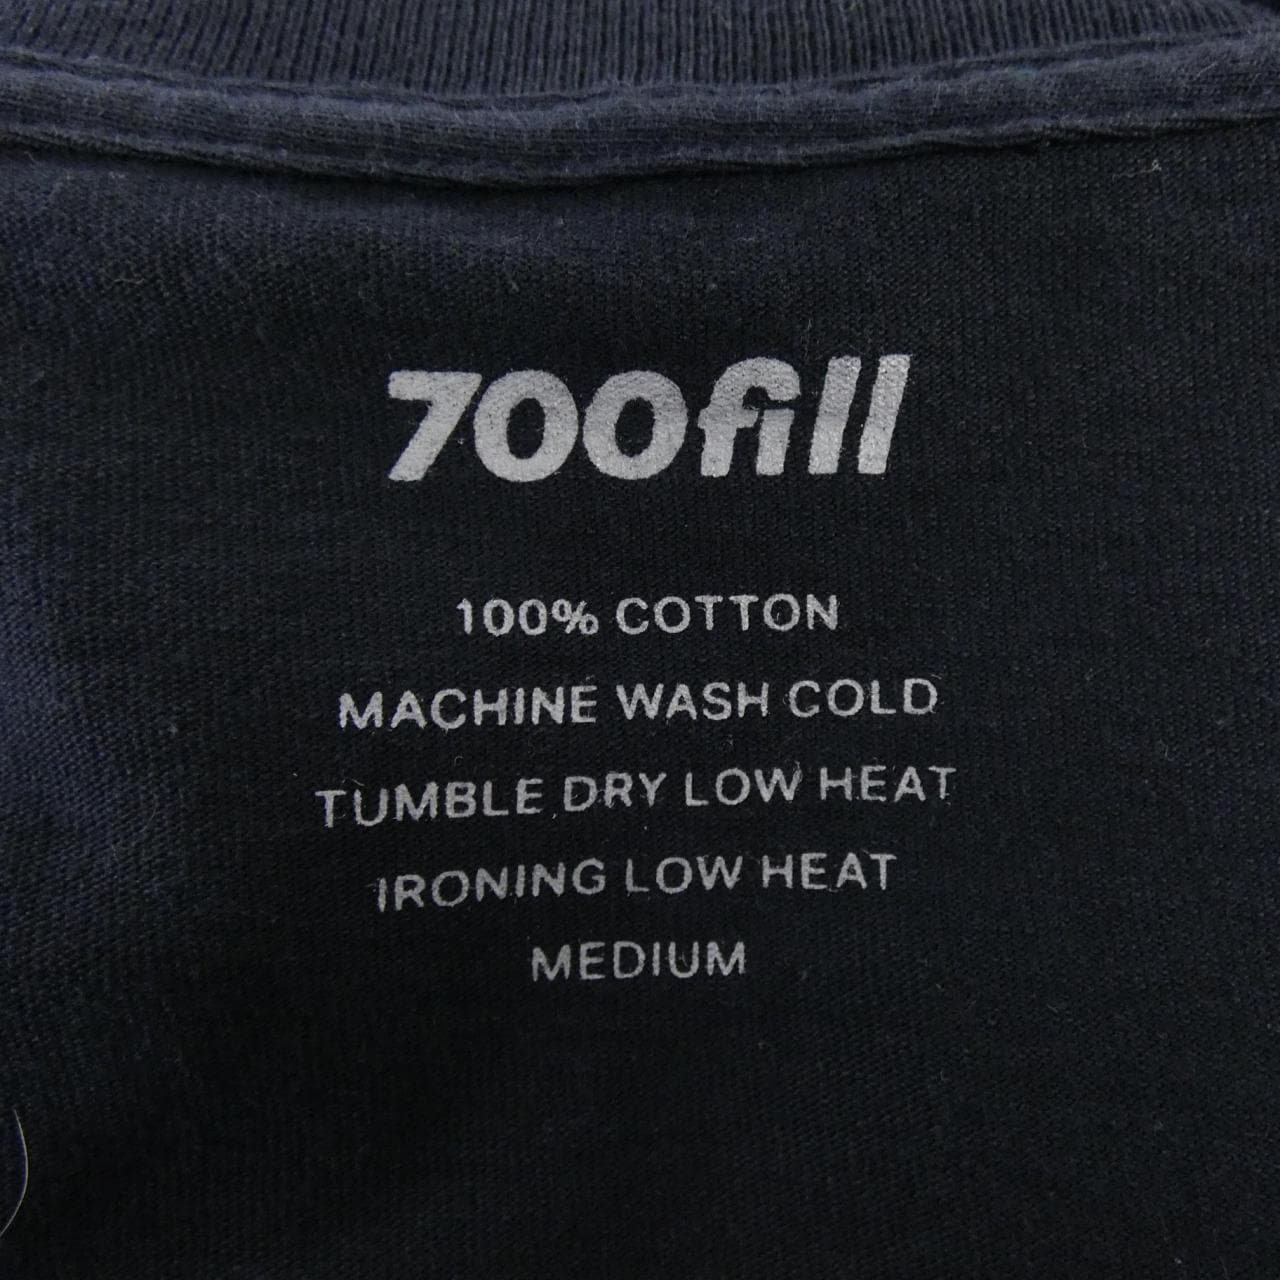 700fill
100% COTTON
MACHINE WASH COLD
TUMBLE DRY LOW HEAT
IRONING LOW HEAT
MEDIUM